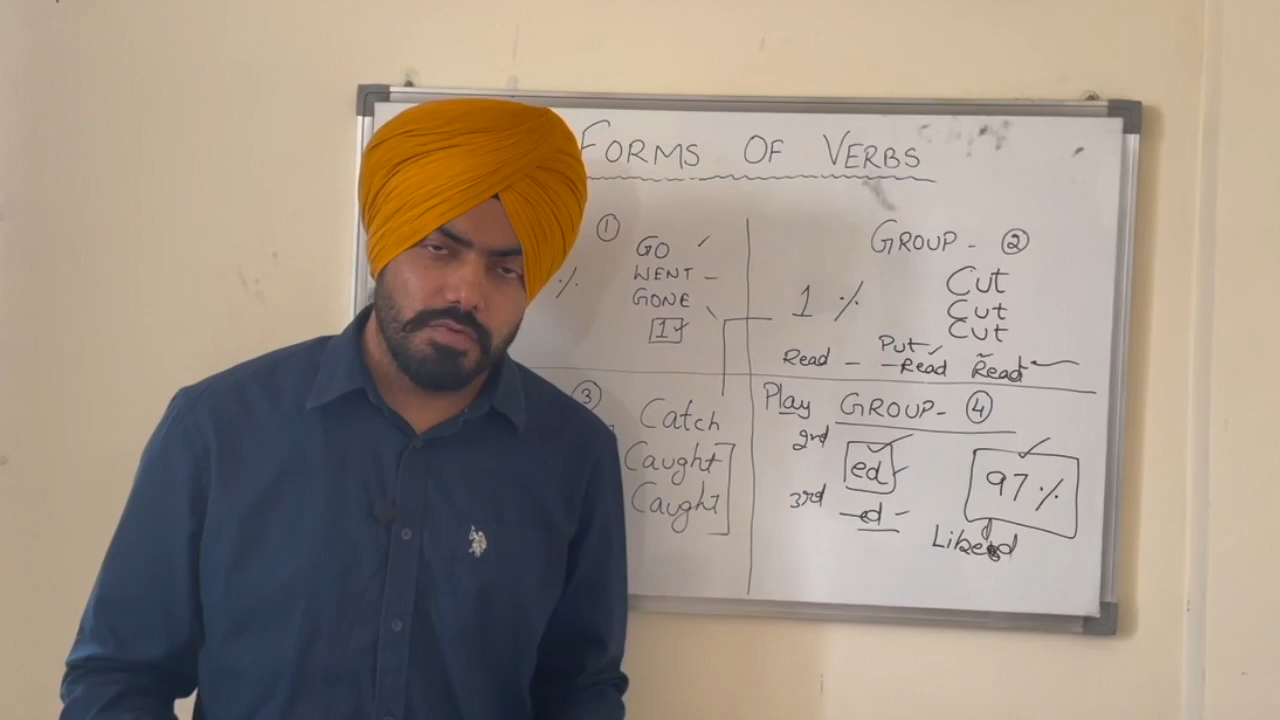 FORMS OF VERBS
①
GO
WENT –
GONE
1
GROUP - ②
1 %
Cut
Cut
Cut
Put
Read – – Read Read
③
Catch
Caught
Caught
Play GROUP- ④
2nd
ed
3rd
– ed –
97 %